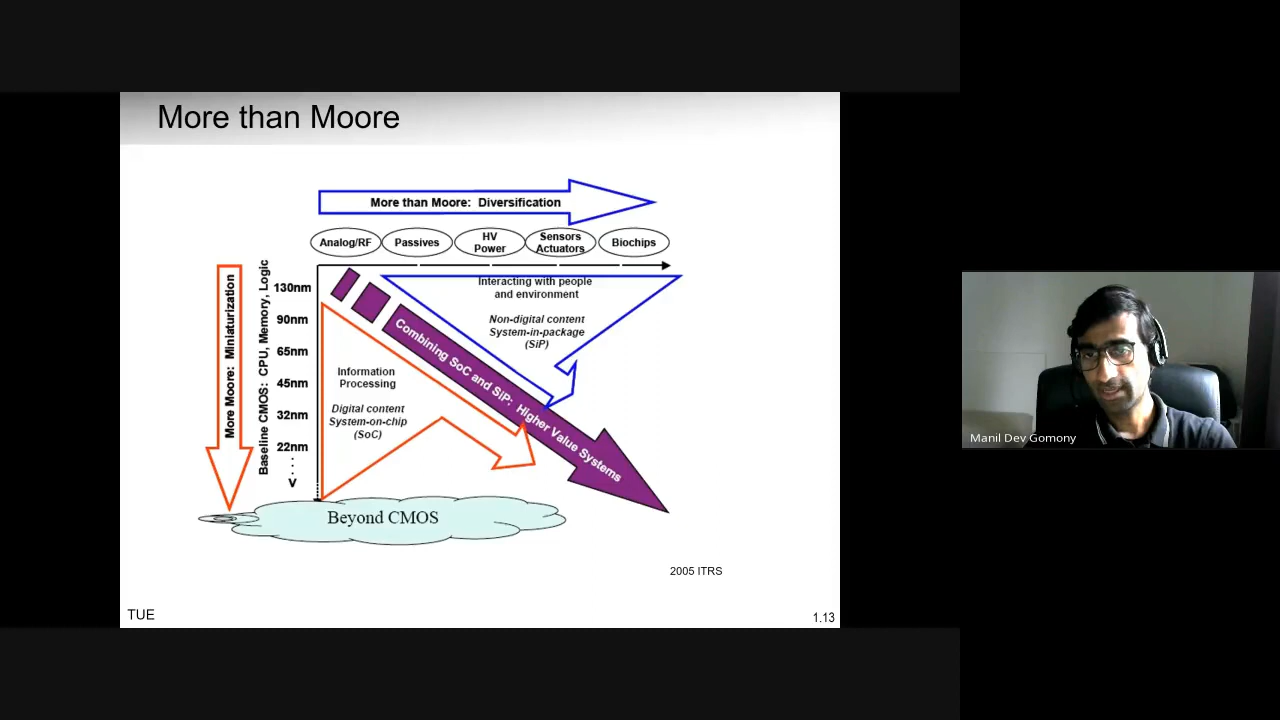 More than Moore
More than Moore: Diversification
Analog/RF
Passives
HV
Power
Sensors
Actuators
Biochips
More Moore: Miniaturization
Baseline CMOS: CPU, Memory, Logic
130nm
90nm
65nm
45nm
32nm
22nm
V
Interacting with people
and environment
Non-digital content
System-in-package
(SiP)
Combining SoC and SiP: Higher Value Systems
Information
Processing
Digital content
System-on-chip
(SoC)
Beyond CMOS
2005 ITRS
TUE
1.13
Manil Dev Gomony